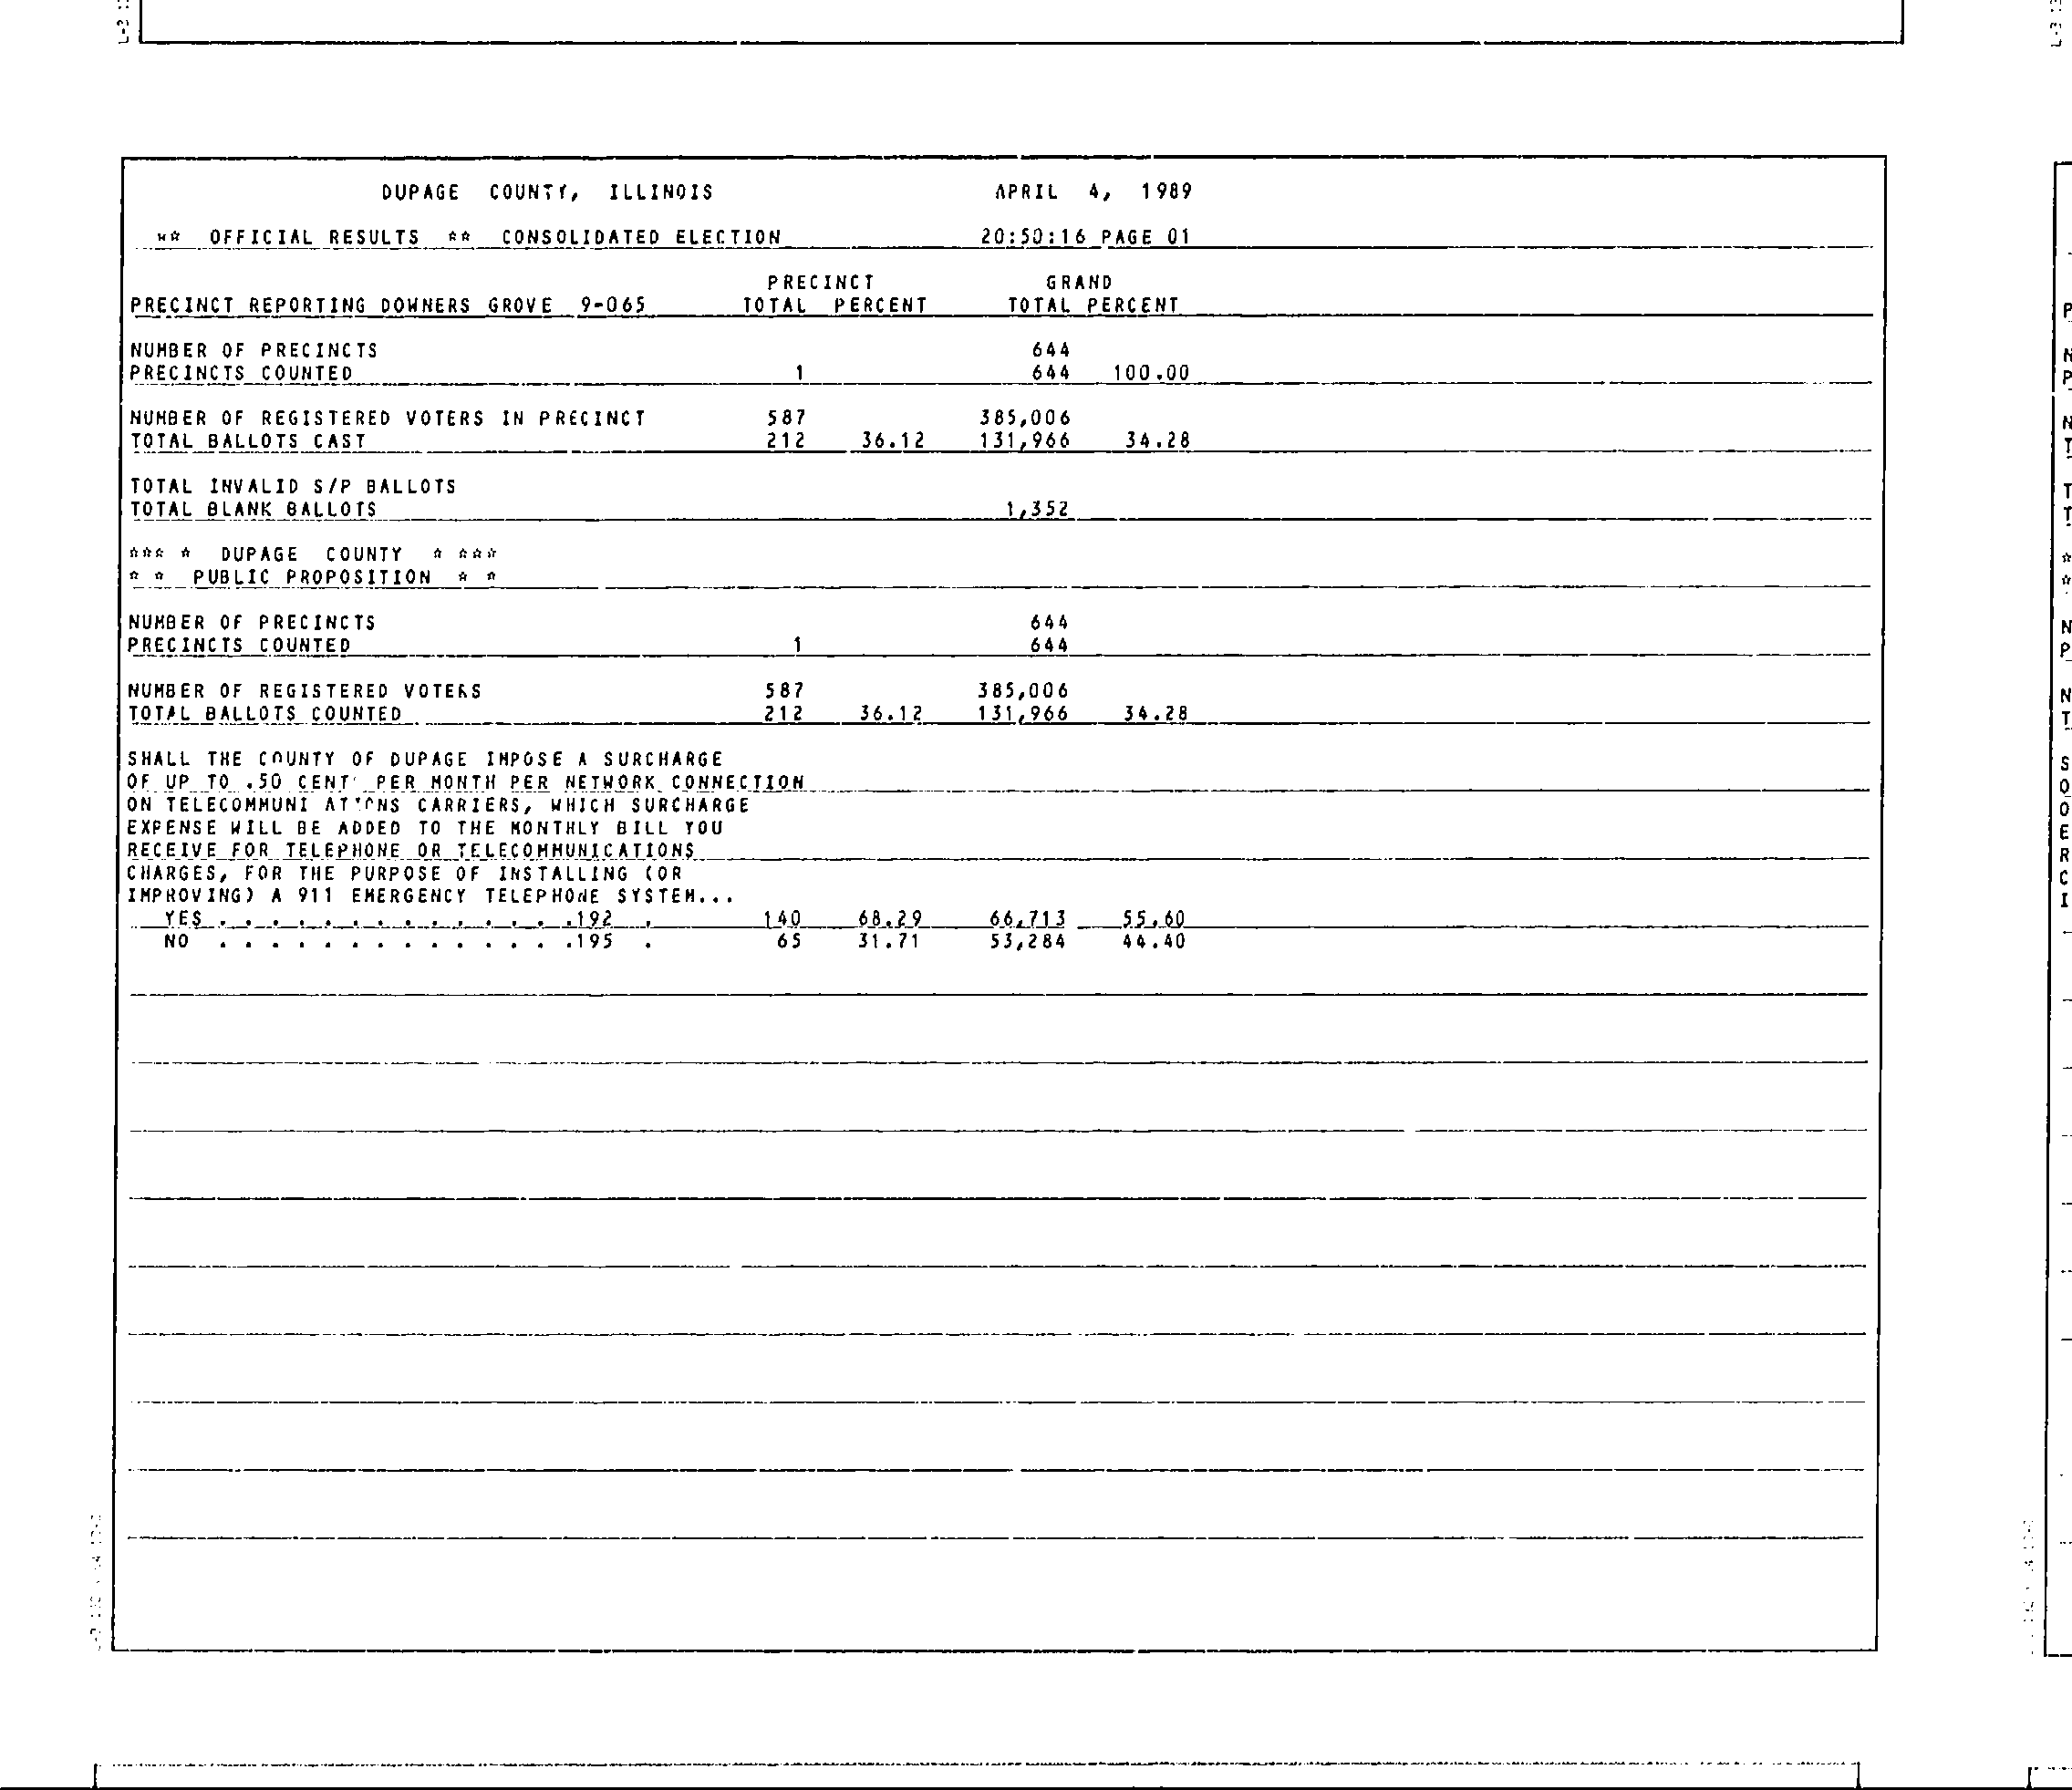 DUPAGE COUNTY, ILLINOIS APRIL 4, 1989
** OFFICIAL RESULTS ** CONSOLIDATED ELECTION 20:50:16 PAGE 01
PRECINCT GRAND
PRECINCT REPORTING DOWNERS GROVE 9-065 TOTAL PERCENT TOTAL PERCENT
NUMBER OF PRECINCTS 644
PRECINCTS COUNTED 1 644 100.00
NUMBER OF REGISTERED VOTERS IN PRECINCT 587 385,006
TOTAL BALLOTS CAST 212 36.12 131,966 34.28
TOTAL INVALID S/P BALLOTS
TOTAL BLANK BALLOTS 1,352
*** * DUPAGE COUNTY * ***
* * PUBLIC PROPOSITION * *
NUMBER OF PRECINCTS 644
PRECINCTS COUNTED 1 644
NUMBER OF REGISTERED VOTERS 587 385,006
TOTAL BALLOTS COUNTED 212 36.12 131,966 34.28
SHALL THE COUNTY OF DUPAGE IMPOSE A SURCHARGE
OF UP TO .50 CENT PER MONTH PER NETWORK CONNECTION
ON TELECOMMUNI ATIONS CARRIERS, WHICH SURCHARGE
EXPENSE WILL BE ADDED TO THE MONTHLY BILL YOU
RECEIVE FOR TELEPHONE OR TELECOMMUNICATIONS
CHARGES, FOR THE PURPOSE OF INSTALLING (OR
IMPROVING) A 911 EMERGENCY TELEPHONE SYSTEM...
YES . . . . . . . . . . . . . . .192 . 140 68.29 66,713 55.60
NO . . . . . . . . . . . . . . .195 . 65 31.71 53,284 44.40